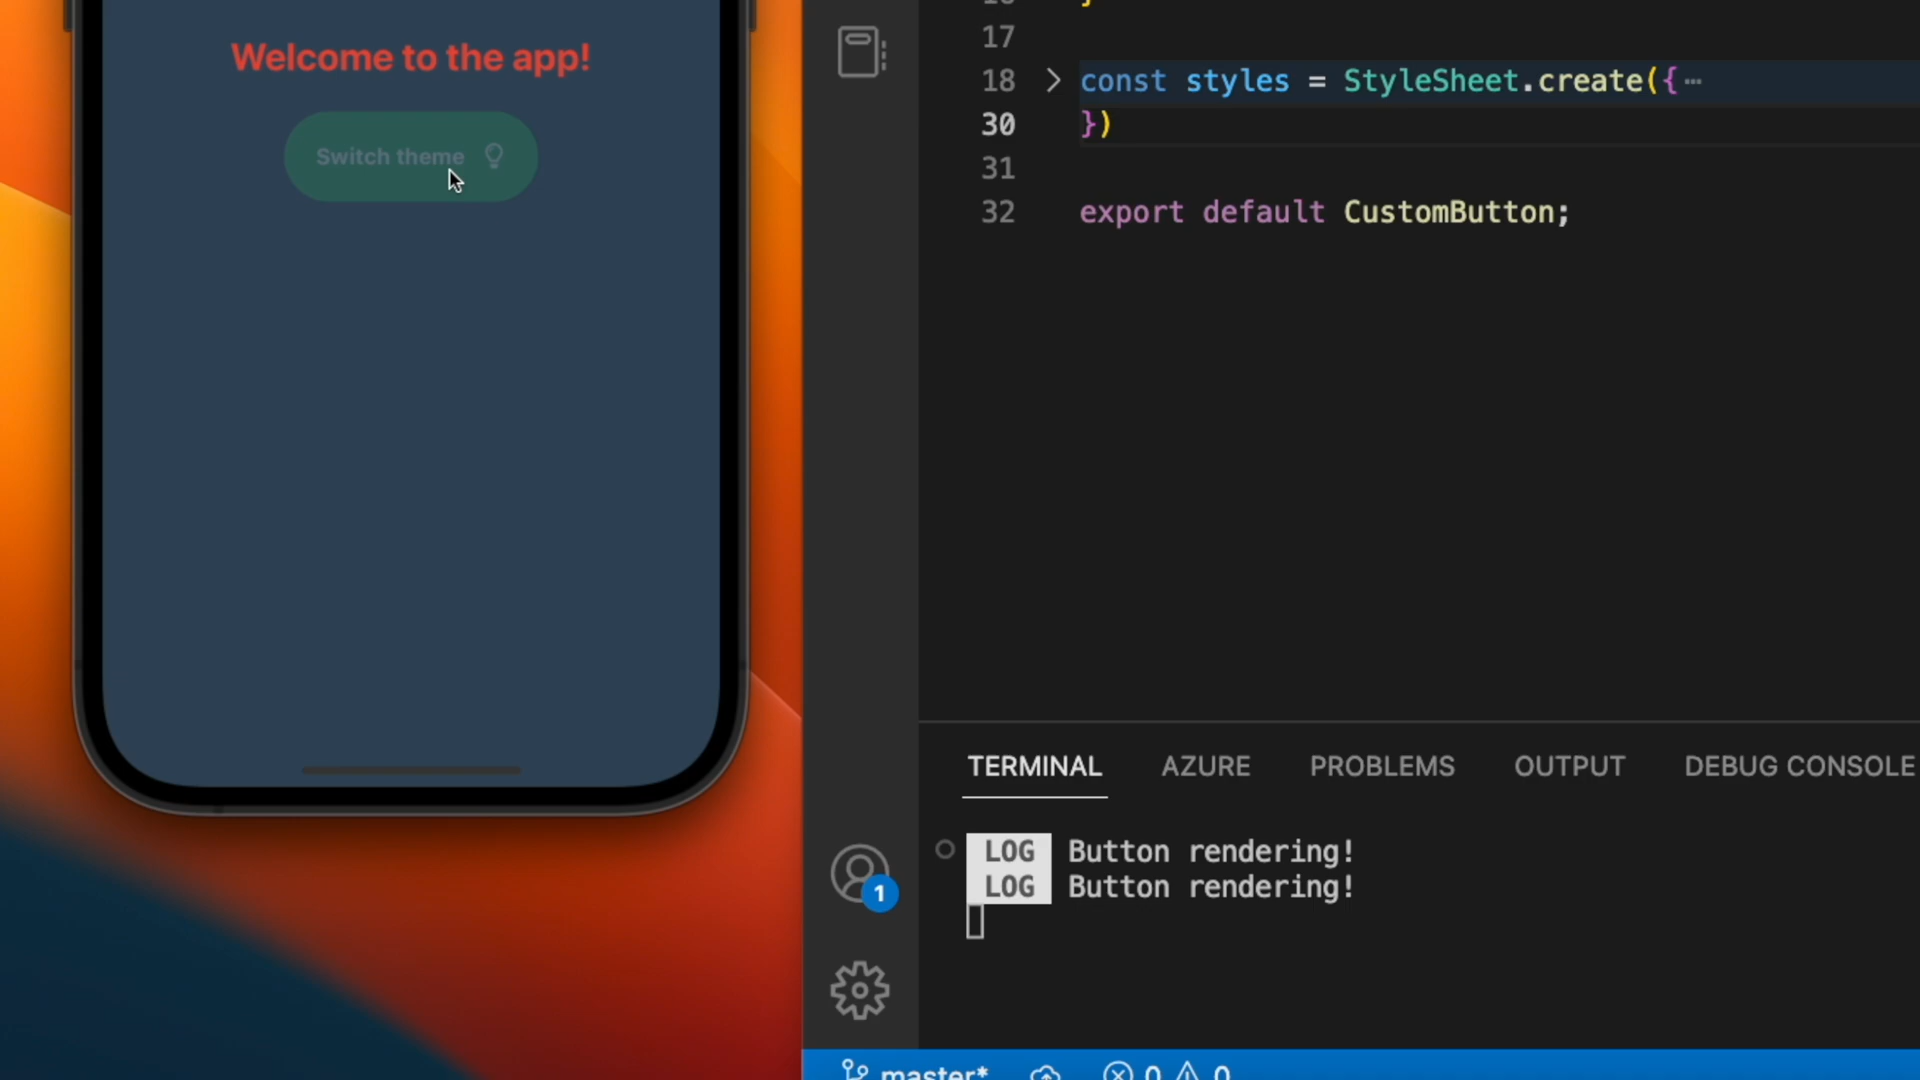 Welcome to the app!
Switch theme
17
18 const styles = StyleSheet.create({ ⋯
30 })
31
32 export default CustomButton;
TERMINAL AZURE PROBLEMS OUTPUT DEBUG CONSOLE
LOG Button rendering!
LOG Button rendering!
1
master* 0 0